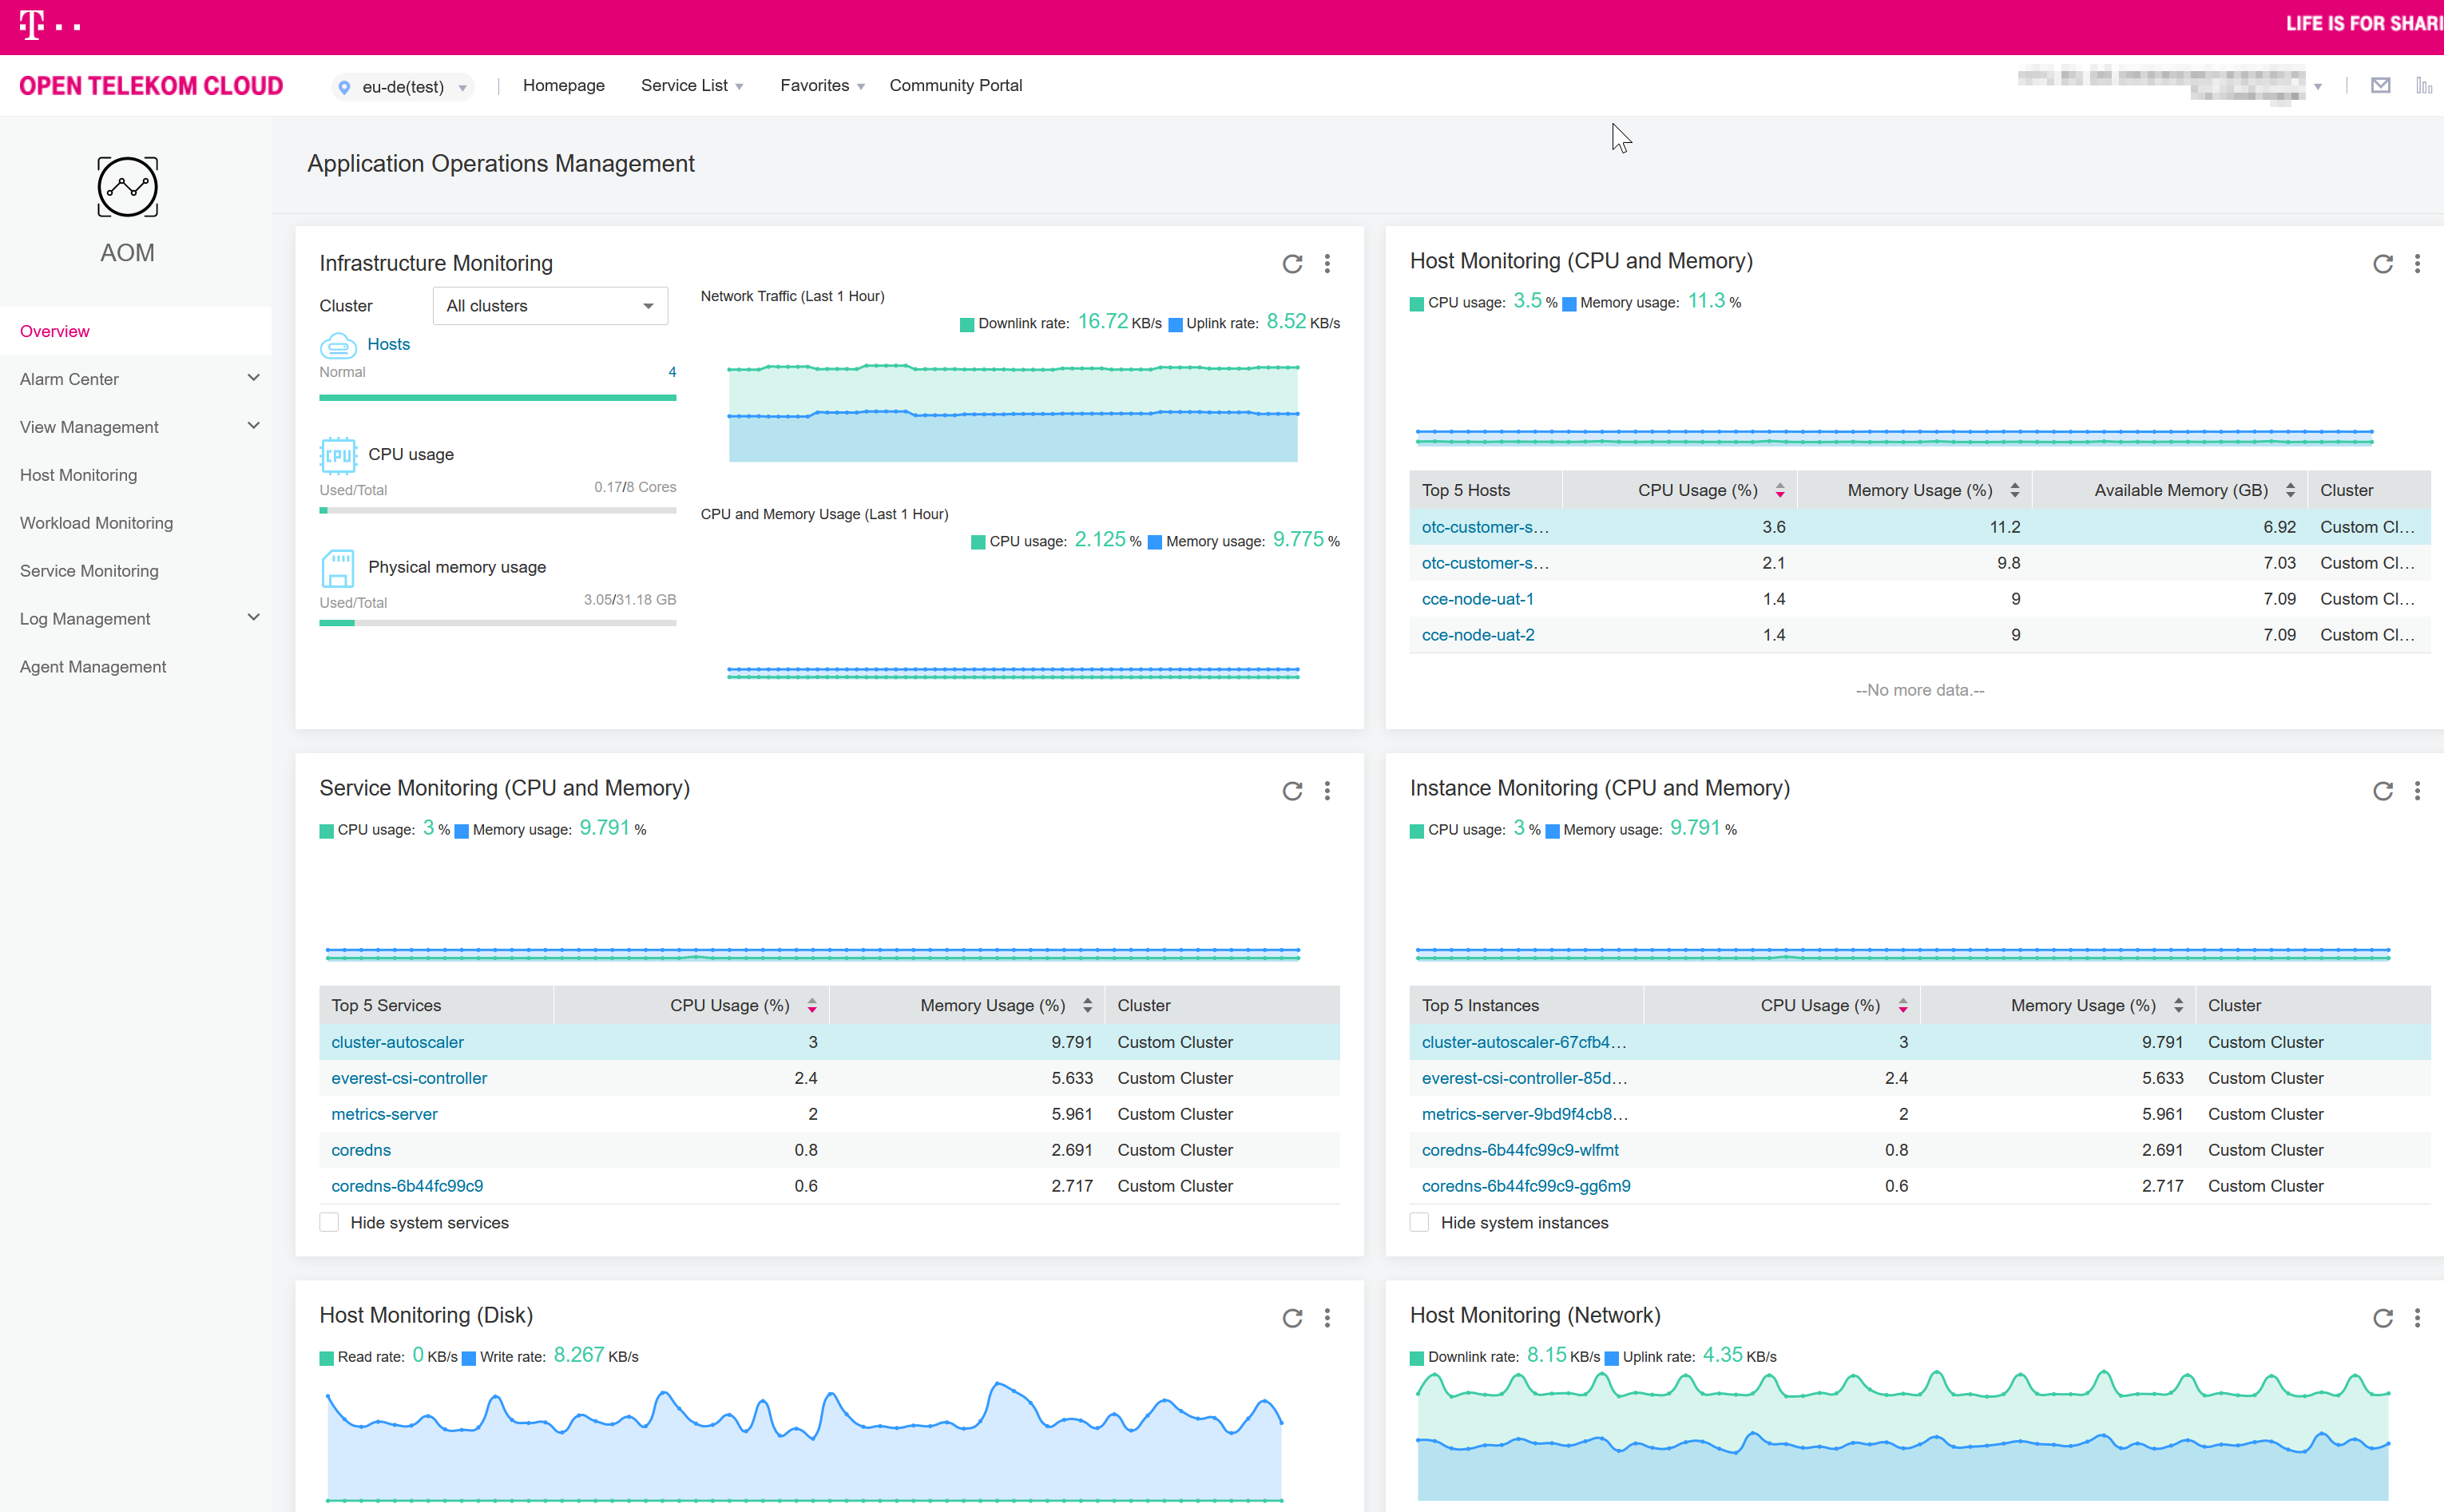 T
LIFE IS FOR SHARI
OPEN TELEKOM CLOUD
eu-de(test)
Homepage
Service List
Favorites
Community Portal
AOM
Overview
Alarm Center
View Management
Host Monitoring
Workload Monitoring
Service Monitoring
Log Management
Agent Management
Application Operations Management
Infrastructure Monitoring
Cluster All clusters
Hosts
Normal 4
CPU
CPU usage
Used/Total 0.17/8 Cores
Physical memory usage
Used/Total 3.05/31.18 GB
Network Traffic (Last 1 Hour)
Downlink rate: 16.72 KB/s Uplink rate: 8.52 KB/s
CPU and Memory Usage (Last 1 Hour)
CPU usage: 2.125 % Memory usage: 9.775 %
Host Monitoring (CPU and Memory)
CPU usage: 3.5 % Memory usage: 11.3 %
Top 5 Hosts CPU Usage (%) Memory Usage (%) Available Memory (GB) Cluster
otc-customer-s... 3.6 11.2 6.92 Custom Cl...
otc-customer-s... 2.1 9.8 7.03 Custom Cl...
cce-node-uat-1 1.4 9 7.09 Custom Cl...
cce-node-uat-2 1.4 9 7.09 Custom Cl...
--No more data.--
Service Monitoring (CPU and Memory)
CPU usage: 3 % Memory usage: 9.791 %
Top 5 Services CPU Usage (%) Memory Usage (%) Cluster
cluster-autoscaler 3 9.791 Custom Cluster
everest-csi-controller 2.4 5.633 Custom Cluster
metrics-server 2 5.961 Custom Cluster
coredns 0.8 2.691 Custom Cluster
coredns-6b44fc99c9 0.6 2.717 Custom Cluster
Hide system services
Instance Monitoring (CPU and Memory)
CPU usage: 3 % Memory usage: 9.791 %
Top 5 Instances CPU Usage (%) Memory Usage (%) Cluster
cluster-autoscaler-67cfb4... 3 9.791 Custom Cluster
everest-csi-controller-85d... 2.4 5.633 Custom Cluster
metrics-server-9bd9f4cb8... 2 5.961 Custom Cluster
coredns-6b44fc99c9-wlfmt 0.8 2.691 Custom Cluster
coredns-6b44fc99c9-gg6m9 0.6 2.717 Custom Cluster
Hide system instances
Host Monitoring (Disk)
Read rate: 0 KB/s Write rate: 8.267 KB/s
Host Monitoring (Network)
Downlink rate: 8.15 KB/s Uplink rate: 4.35 KB/s